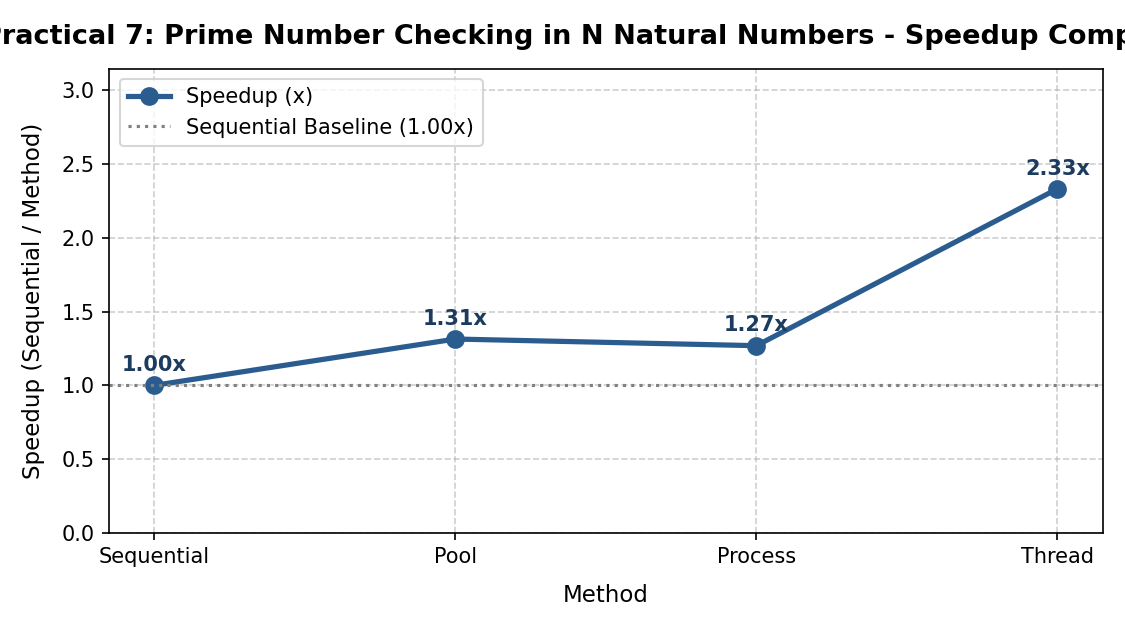 ractical 7: Prime Number Checking in N Natural Numbers - Speedup Comp
Speedup (x)
Sequential Baseline (1.00x)
Speedup (Sequential / Method)
3.0
2.5
2.0
1.5
1.0
0.5
0.0
1.00x
1.31x
1.27x
2.33x
Sequential Pool Process Thread
Method